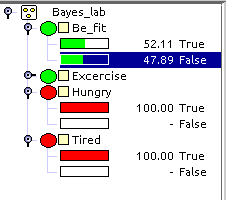 Bayes_lab
Be_fit
52.11 True
47.89 False
Excercise
Hungry
100.00 True
- False
Tired
100.00 True
- False